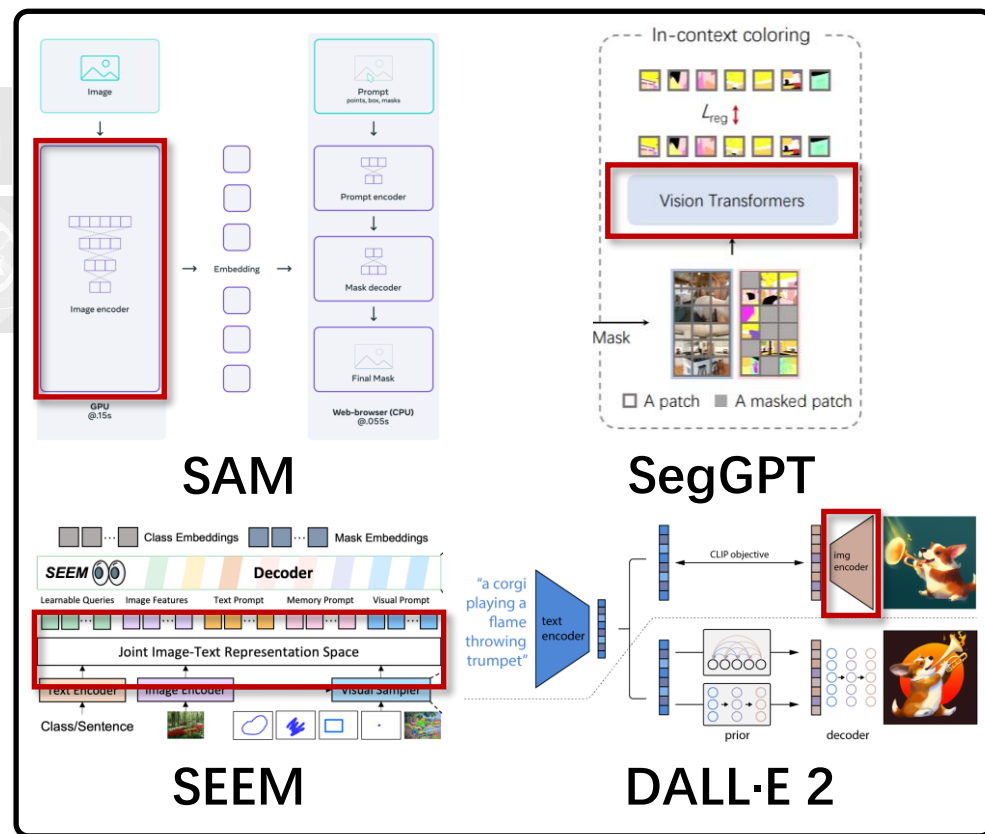 Image
Image encoder
GPU
@.15s
Embedding
Prompt
points, box, masks
Prompt encoder
Mask decoder
Final Mask
Web-browser (CPU)
@.055s
SAM
In-context coloring
Lreg
Vision Transformers
Mask
A patch
A masked patch
SegGPT
Class Embeddings
Mask Embeddings
SEEM
Decoder
Learnable Queries
Image Features
Text Prompt
Memory Prompt
Visual Prompt
Joint Image-Text Representation Space
Text Encoder
Image Encoder
Visual Sampler
Class/Sentence
SEEM
"a corgi
playing a
flame
throwing
trumpet"
text
encoder
CLIP objective
img
encoder
prior
decoder
DALL·E 2